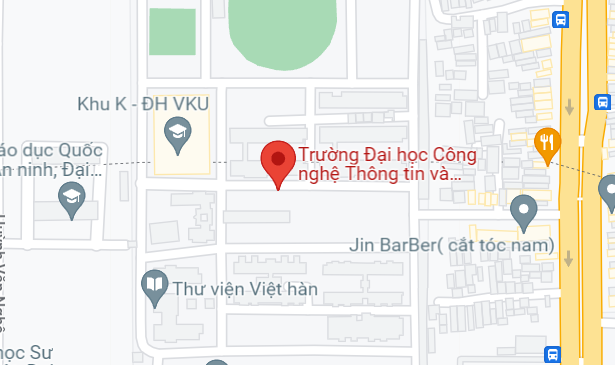 Khu K - ĐH VKU
áo dục Quốc
An ninh, Đại...
Trường Đại học Công
nghệ Thông tin và...
Jin BarBer( cắt tóc nam)
Thư viện Việt hàn
học Sư